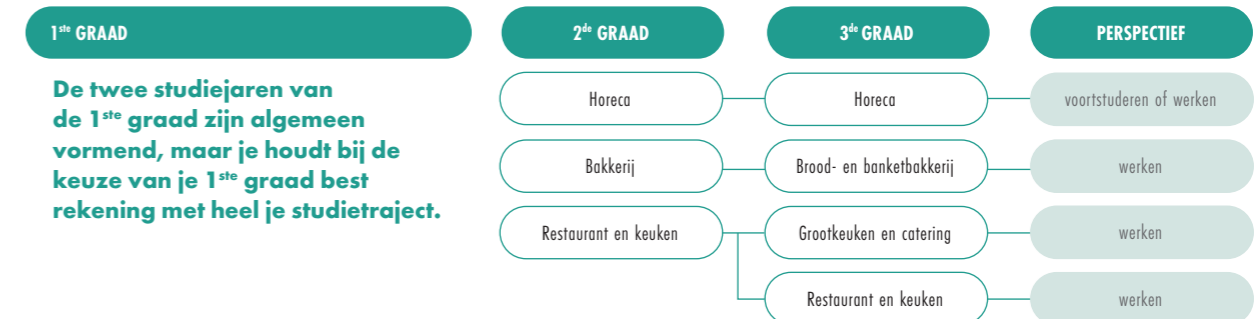 1ste GRAAD
2de GRAAD
3de GRAAD
PERSPECTIEF
De twee studiejaren van
de 1ste graad zijn algemeen
vormend, maar je houdt bij de
keuze van je 1ste graad best
rekening met heel je studietraject.
Horeca
Horeca
voortstuderen of werken
Bakkerij
Brood- en banketbakkerij
werken
Restaurant en keuken
Grootkeuken en catering
werken
Restaurant en keuken
werken